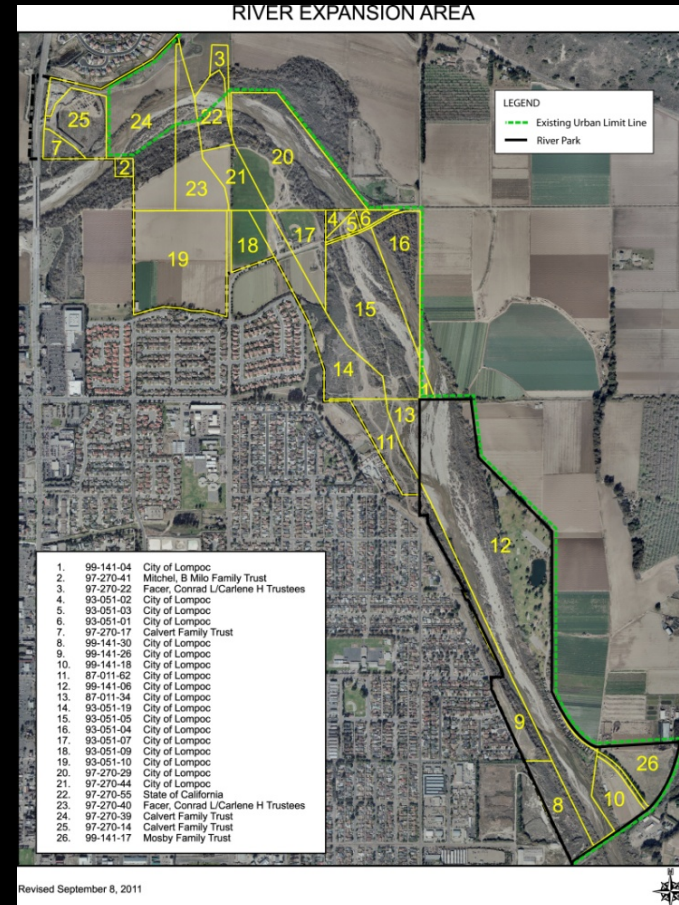 RIVER EXPANSION AREA
LEGEND
Existing Urban Limit Line
River Park
3
25
24
22
7
2
20
21
23
4
5
6
18
17
16
19
15
14
1
13
11
12
9
26
10
8
1. 99-141-04 City of Lompoc
2. 97-270-41 Mitchel, B Milo Family Trust
3. 97-270-22 Facer, Conrad L/Carlene H Trustees
4. 93-051-02 City of Lompoc
5. 93-051-03 City of Lompoc
6. 93-051-01 City of Lompoc
7. 97-270-17 Calvert Family Trust
8. 99-141-30 City of Lompoc
9. 99-141-26 City of Lompoc
10. 99-141-18 City of Lompoc
11. 87-011-62 City of Lompoc
12. 99-141-06 City of Lompoc
13. 87-011-34 City of Lompoc
14. 93-051-19 City of Lompoc
15. 93-051-05 City of Lompoc
16. 93-051-04 City of Lompoc
17. 93-051-07 City of Lompoc
18. 93-051-09 City of Lompoc
19. 93-051-10 City of Lompoc
20. 97-270-29 City of Lompoc
21. 97-270-44 City of Lompoc
22. 97-270-55 State of California
23. 97-270-40 Facer, Conrad L/Carlene H Trustees
24. 97-270-39 Calvert Family Trust
25. 97-270-14 Calvert Family Trust
26. 99-141-17 Mosby Family Trust
Revised September 8, 2011
N